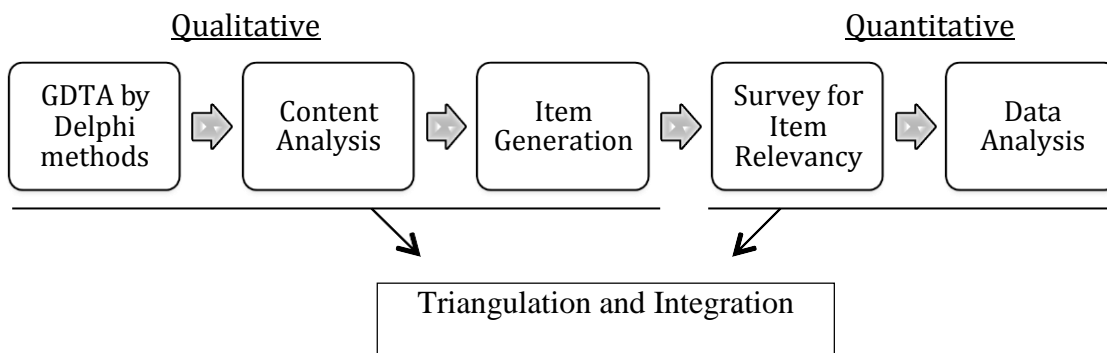 Qualitative
Quantitative
GDTA by
Delphi
methods
Content
Analysis
Item
Generation
Survey for
Item
Relevancy
Data
Analysis
Triangulation and Integration